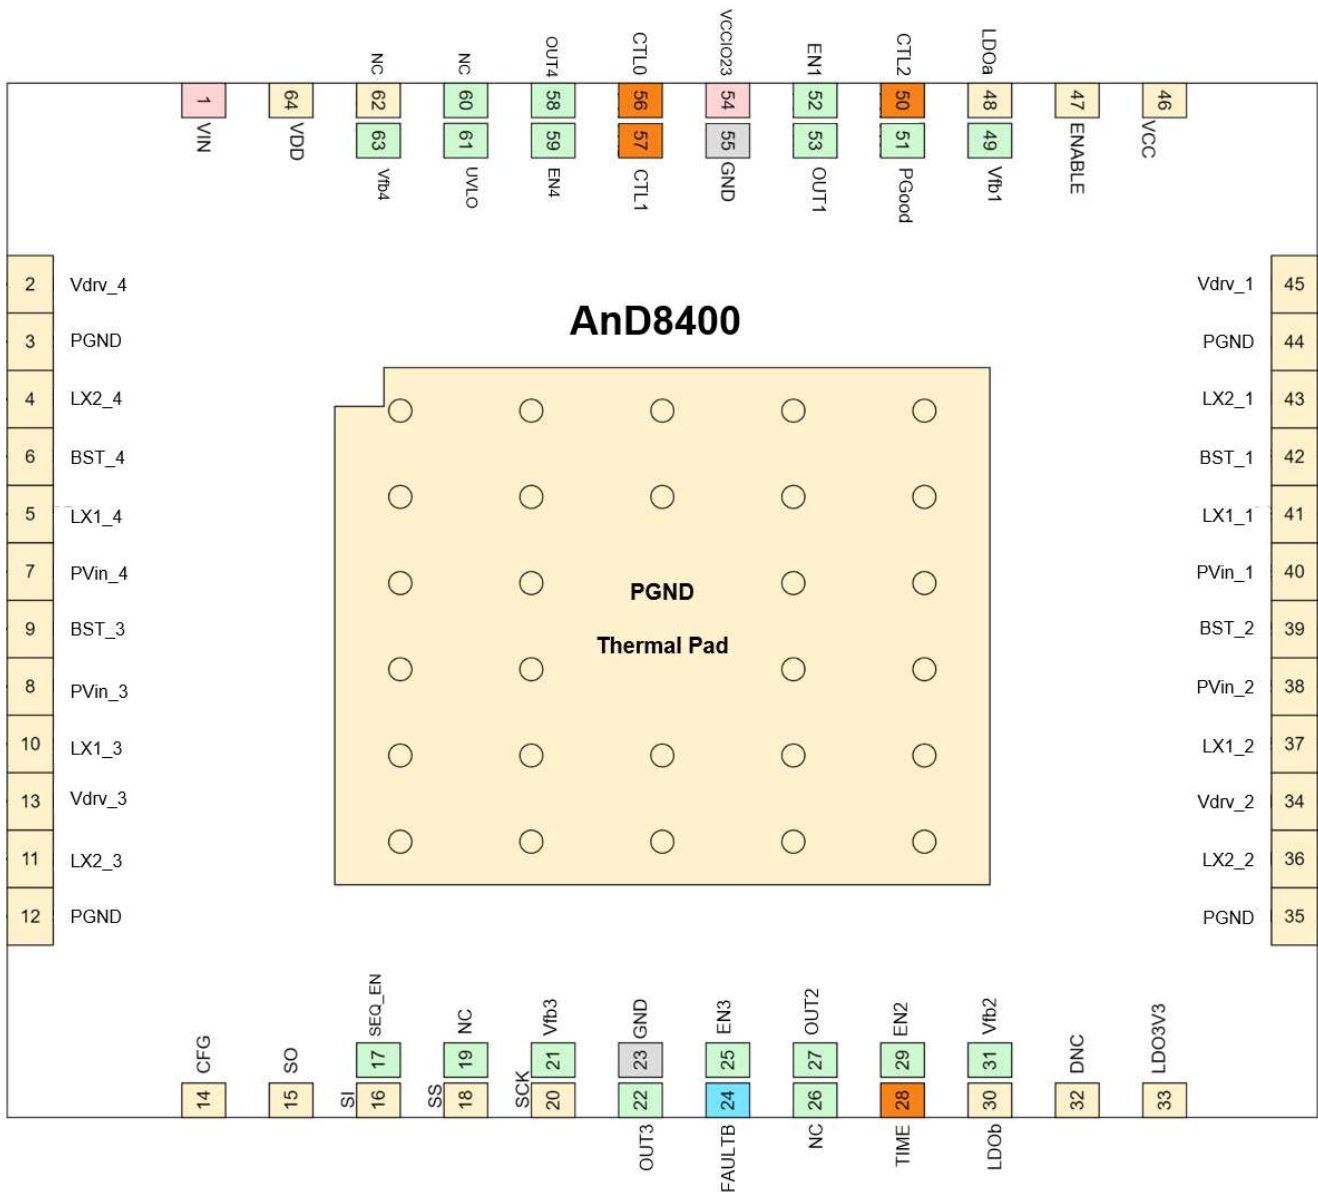 NC
NC
OUT4
CTL0
VCCIO23
EN1
CTL2
LDOa
1
64
62
60
58
56
54
52
50
48
47
46
63
61
59
57
55
53
51
49
VIN
VDD
Vfb4
UVLO
EN4
CTL1
GND
OUT1
PGood
Vfb1
ENABLE
VCC
2 Vdrv_4
3 PGND
4 LX2_4
6 BST_4
5 LX1_4
7 PVin_4
9 BST_3
8 PVin_3
10 LX1_3
13 Vdrv_3
11 LX2_3
12 PGND
AnD8400
PGND
Thermal Pad
Vdrv_1 45
PGND 44
LX2_1 43
BST_1 42
LX1_1 41
PVin_1 40
BST_2 39
PVin_2 38
LX1_2 37
Vdrv_2 34
LX2_2 36
PGND 35
CFG
SO
SEQ_EN
NC
Vfb3
GND
EN3
OUT2
EN2
Vfb2
DNC
LDO3V3
17
19
21
23
25
27
29
31
SI
SS
SCK
14
15
16
18
20
22
24
26
28
30
32
33
OUT3
FAULTB
NC
TIME
LDOb